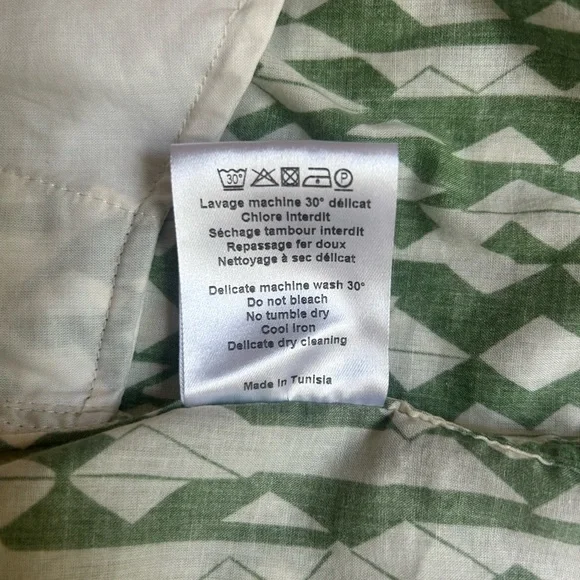 30°
P
Lavage machine 30° délicat
Chlore interdit
Séchage tambour interdit
Repassage fer doux
Nettoyage à sec délicat
Delicate machine wash 30°
Do not bleach
No tumble dry
Cool iron
Delicate dry cleaning
Made in Tunisia